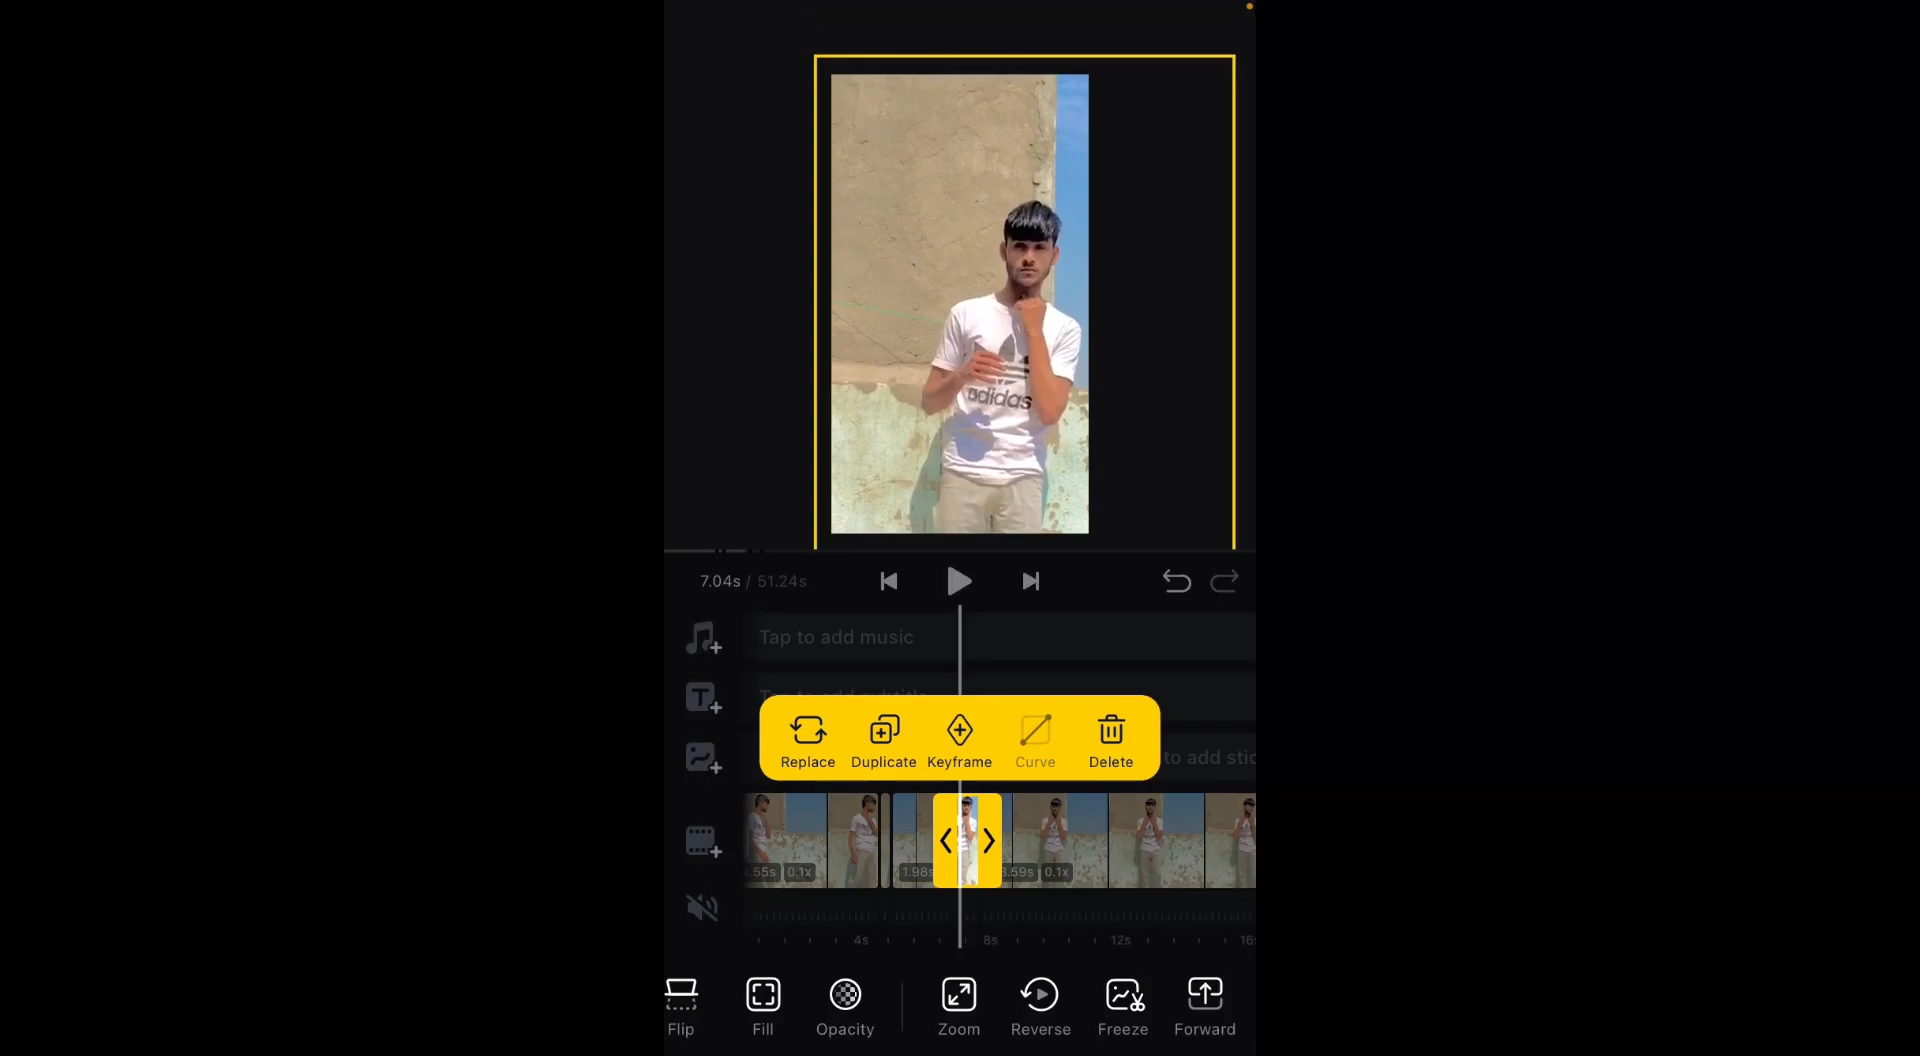 adidas
7.04s / 51.24s
Tap to add music
to add stic
Replace Duplicate Keyframe Curve Delete
.55s 0.1x 1.98s 3.59s 0.1x
4s 8s 12s 16s
Flip Fill Opacity Zoom Reverse Freeze Forward